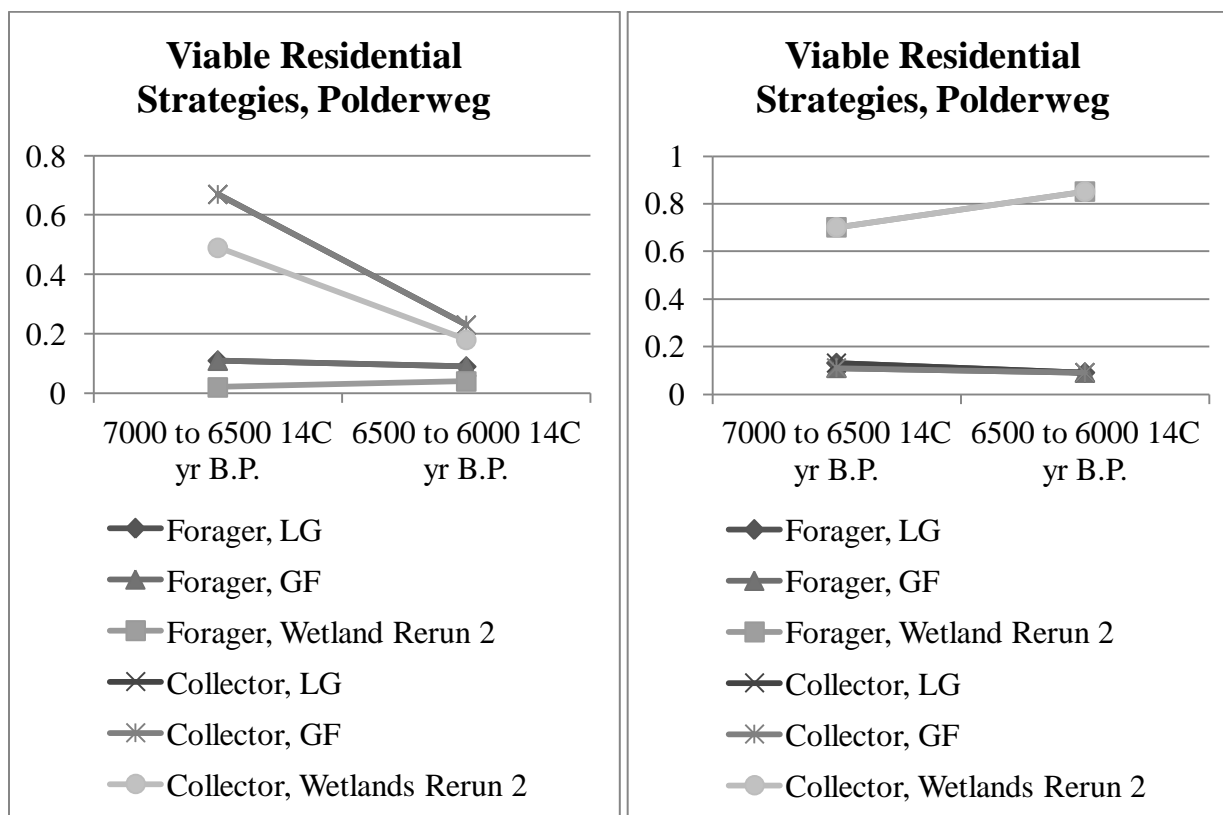 Viable Residential
Strategies, Polderweg
0.8
0.6
0.4
0.2
0
7000 to 6500 14C
yr B.P.
6500 to 6000 14C
yr B.P.
Forager, LG
Forager, GF
Forager, Wetland Rerun 2
Collector, LG
Collector, GF
Collector, Wetlands Rerun 2
Viable Residential
Strategies, Polderweg
1
0.8
0.6
0.4
0.2
0
7000 to 6500 14C
yr B.P.
6500 to 6000 14C
yr B.P.
Forager, LG
Forager, GF
Forager, Wetland Rerun 2
Collector, LG
Collector, GF
Collector, Wetlands Rerun 2